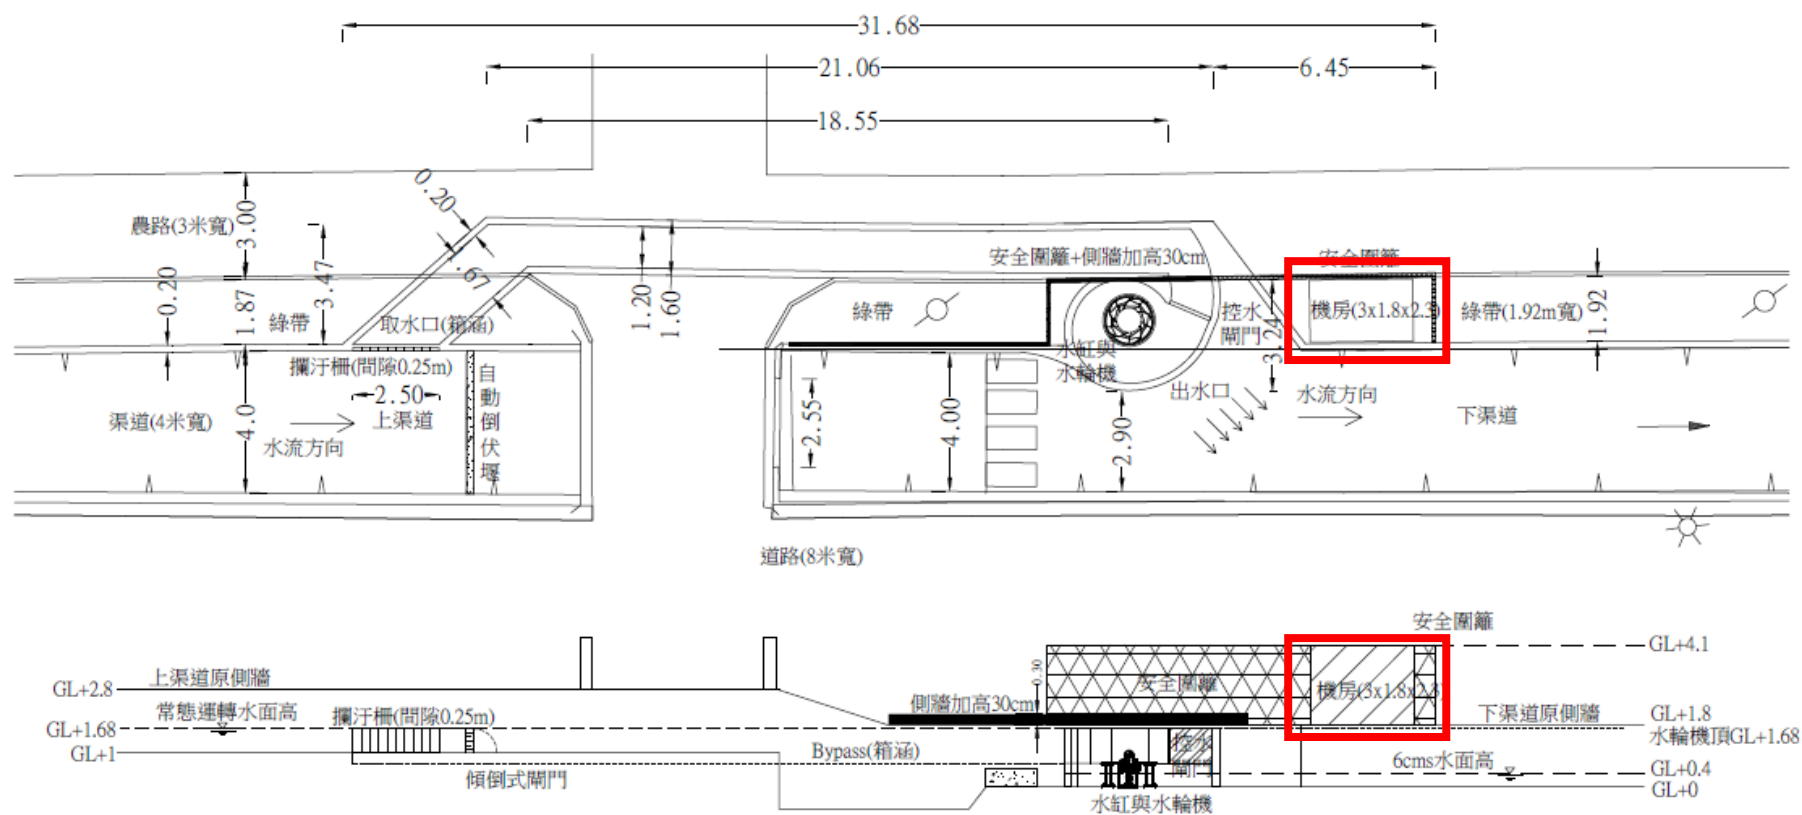 31.68
21.06
6.45
18.55
0.20
農路(3米寬)
3.00
安全圍籬+側牆加高30cm
安全圍籬
0.20
1.87
3.47
1.67
1.20
1.60
綠帶
取水口(箱涵)
綠帶
控水
閘門
3.24
機房(3x1.8x2.3)
綠帶(1.92m寬)
1.92
攔汙柵(間隙0.25m)
水缸與
水輪機
自動倒伏堰
2.50
渠道(4米寬)
4.0
上渠道
水流方向
2.55
4.00
2.90
出水口
水流方向
下渠道
道路(8米寬)
安全圍籬
GL+4.1
上渠道原側牆
GL+2.8
0.30
安全圍籬
機房(3x1.8x2.3)
側牆加高30cm
常態運轉水面高
攔汙柵(間隙0.25m)
下渠道原側牆
GL+1.8
GL+1.68
水輪機頂GL+1.68
GL+1
Bypass(箱涵)
控水
閘門
6cms水面高
GL+0.4
傾倒式閘門
GL+0
水缸與水輪機